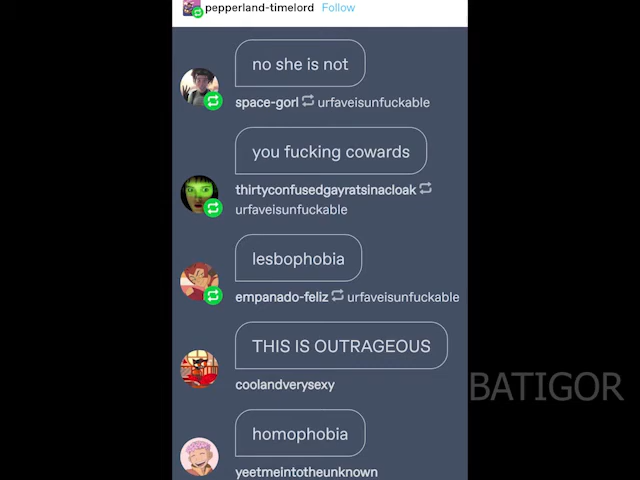 pepperland-timelord Follow
no she is not
space-gorl urfaveisunfuckable
you fucking cowards
thirtyconfusedgayratsinacloak
urfaveisunfuckable
lesbophobia
empanado-feliz urfaveisunfuckable
THIS IS OUTRAGEOUS
coolandverysexy
BATIGOR
homophobia
yeetmeintotheunknown